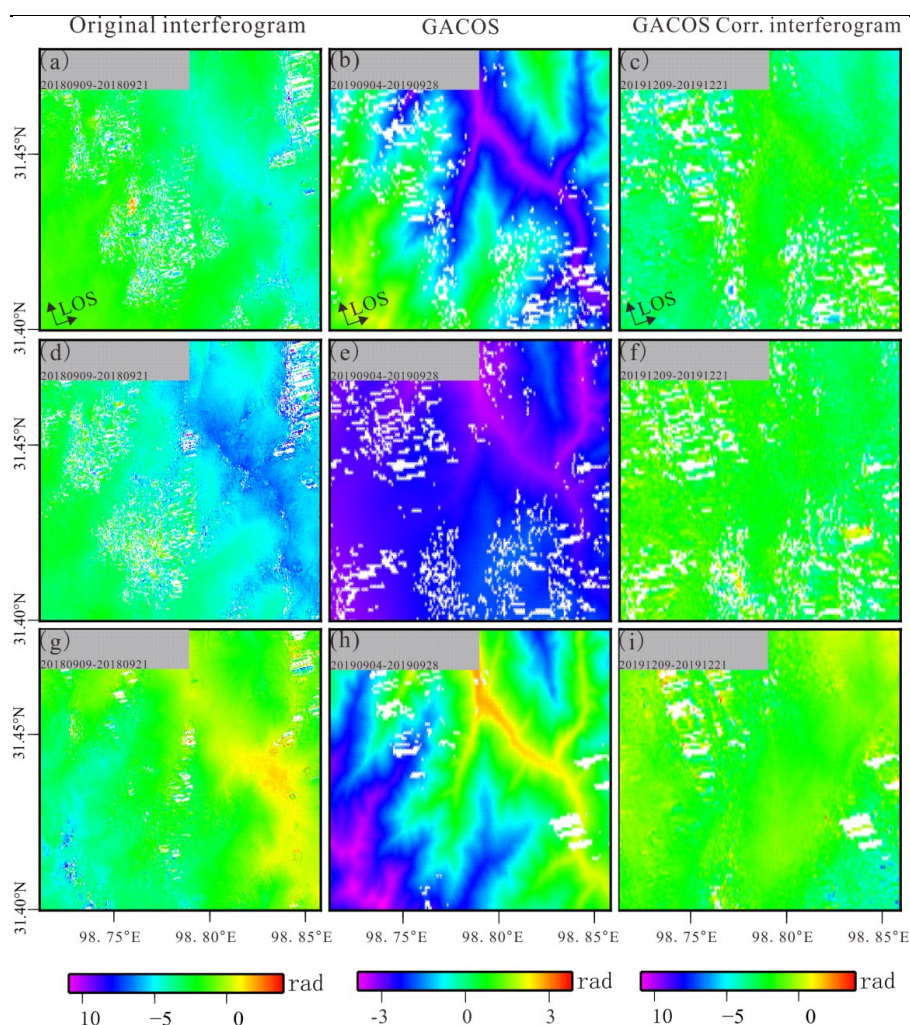 Original interferogram GACOS GACOS Corr. interferogram
(a) (b) (c)
20180909-20180921 20190904-20190928 20191209-20191221
31.45°N
LOS LOS LOS
31.40°N
(d) (e) (f)
20180909-20180921 20190904-20190928 20191209-20191221
31.45°N
31.40°N
(g) (h) (i)
20180909-20180921 20190904-20190928 20191209-20191221
31.45°N
31.40°N
98.75°E 98.80°E 98.85°E 98.75°E 98.80°E 98.85°E 98.75°E 98.80°E 98.85°E
rad rad rad
10 −5 0 -3 0 3 10 −5 0